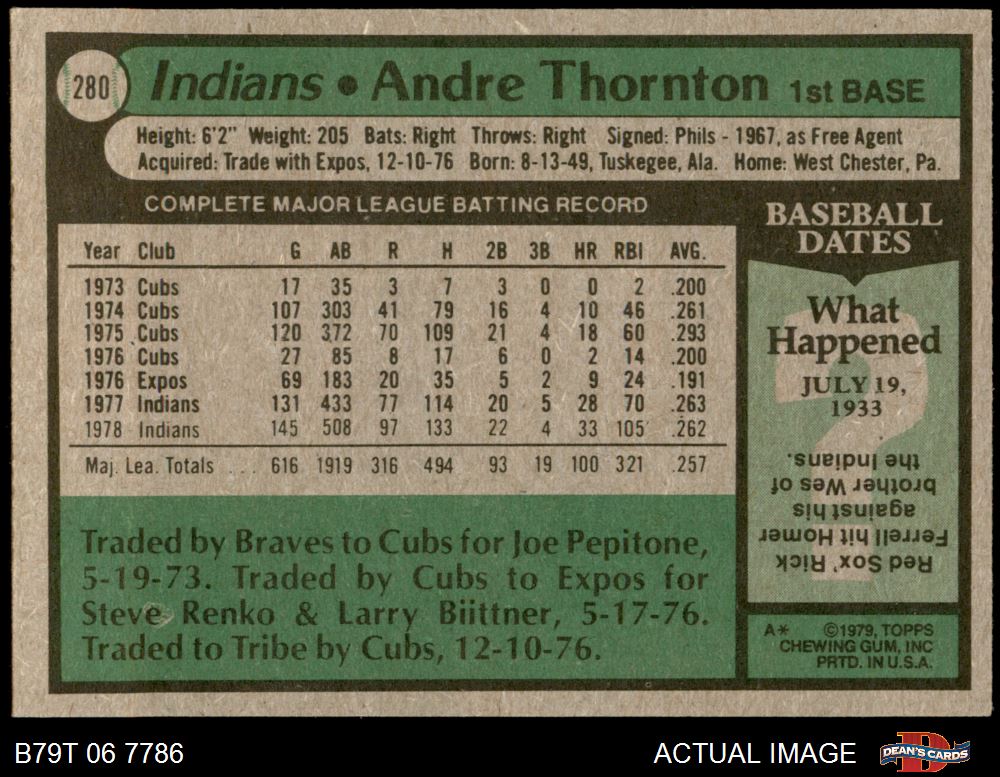 280 Indians • Andre Thornton 1st BASE
Height: 6'2" Weight: 205 Bats: Right Throws: Right Signed: Phils - 1967, as Free Agent
Acquired: Trade with Expos, 12-10-76 Born: 8-13-49, Tuskegee, Ala. Home: West Chester, Pa.
COMPLETE MAJOR LEAGUE BATTING RECORD
Year Club G AB R H 2B 3B HR RBI AVG.
1973 Cubs 17 35 3 7 3 0 0 2 .200
1974 Cubs 107 303 41 79 16 4 10 46 .261
1975 Cubs 120 372 70 109 21 4 18 60 .293
1976 Cubs 27 85 8 17 6 0 2 14 .200
1976 Expos 69 183 20 35 5 2 9 24 .191
1977 Indians 131 433 77 114 20 5 28 70 .263
1978 Indians 145 508 97 133 22 4 33 105 .262
Maj. Lea. Totals ... 616 1919 316 494 93 19 100 321 .257
Traded by Braves to Cubs for Joe Pepitone,
5-19-73. Traded by Cubs to Expos for
Steve Renko & Larry Biittner, 5-17-76.
Traded to Tribe by Cubs, 12-10-76.
BASEBALL
DATES
What
Happened
JULY 19,
1933
Red Sox' Rick
Ferrell hit Homer
against his
brother Wes of
the Indians.
A* ©1979, TOPPS
CHEWING GUM, INC
PRTD. IN U.S.A.
B79T 06 7786
ACTUAL IMAGE
DEAN'S CARDS